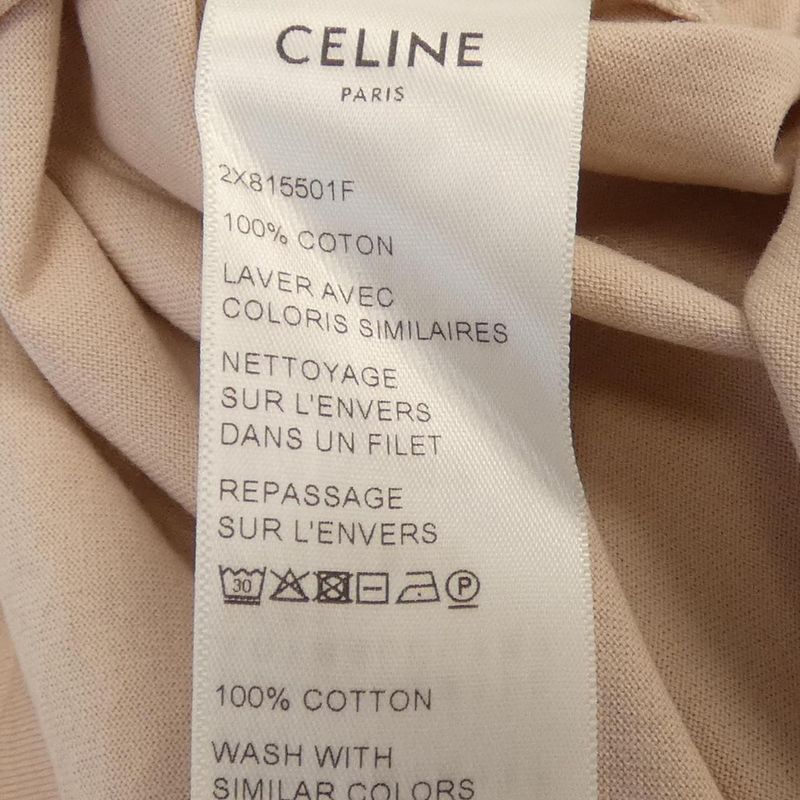 CELINE
PARIS
2X815501F
100% COTON
LAVER AVEC
COLORIS SIMILAIRES
NETTOYAGE
SUR L'ENVERS
DANS UN FILET
REPASSAGE
SUR L'ENVERS
30 P
100% COTTON
WASH WITH
SIMILAR COLORS